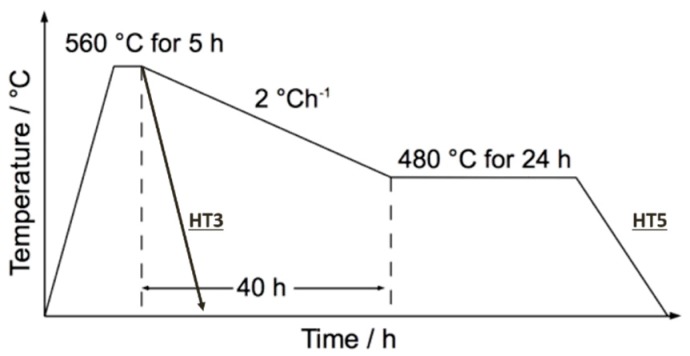 560 °C for 5 h
2 °Ch-1
480 °C for 24 h
HT3
HT5
40 h
Temperature / °C
Time / h